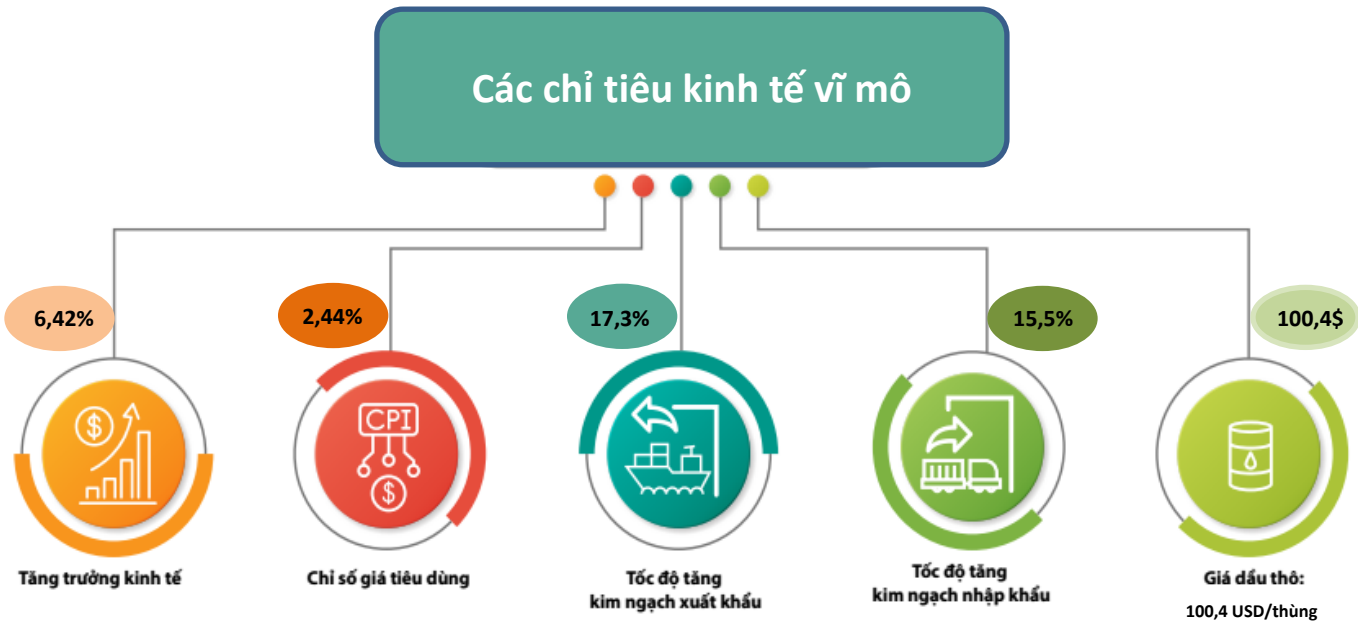 Các chỉ tiêu kinh tế vĩ mô
6,42%
2,44%
17,3%
15,5%
100,4$
$
CPI
$
Tăng trưởng kinh tế
Chỉ số giá tiêu dùng
Tốc độ tăng
kim ngạch xuất khẩu
Tốc độ tăng
kim ngạch nhập khẩu
Giá dầu thô:
100,4 USD/thùng